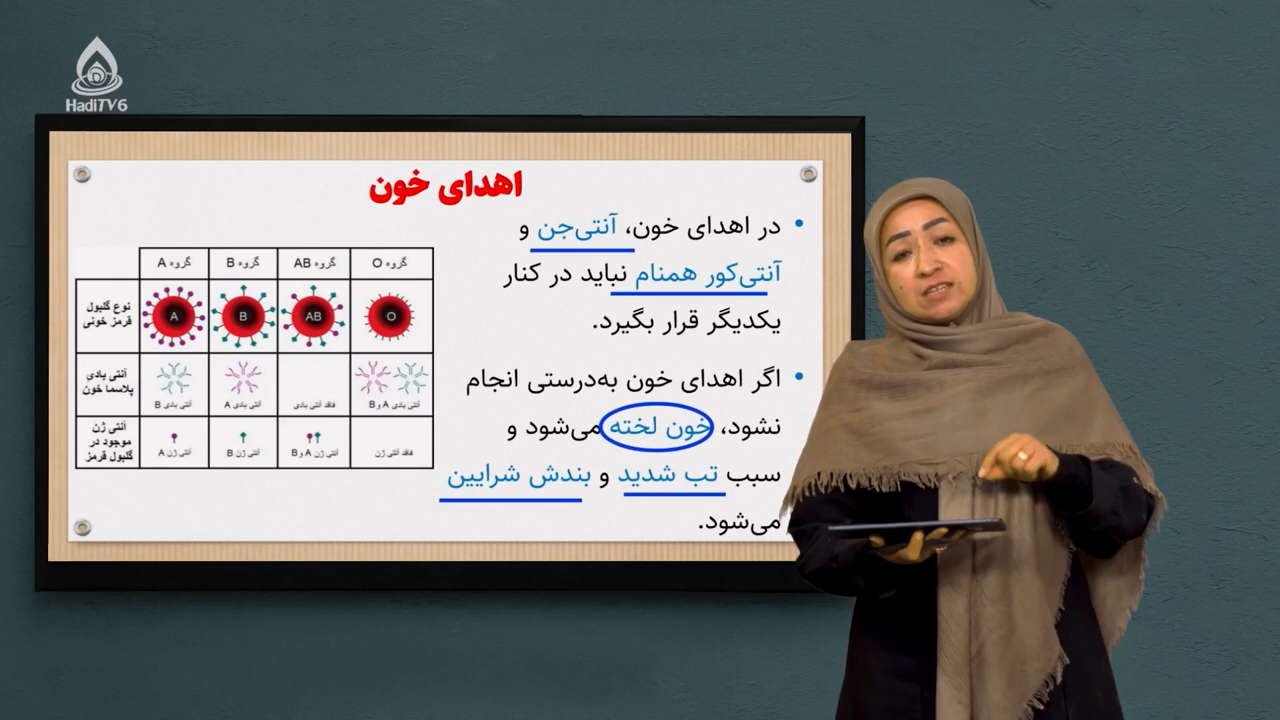 HadiTV6
اهدای خون
• در اهدای خون، آنتی‌جن و
آنتی‌کور همنام نباید در کنار
یکدیگر قرار بگیرد.
• اگر اهدای خون به‌درستی انجام
نشود، خون لخته می‌شود و
سبب تب شدید و بندش شرایین
می‌شود.
گروه A گروه B گروه AB گروه O
نوع گلبول
قرمز خونی
A B AB O
آنتی بادی
پلاسما خون
آنتی بادی B آنتی بادی A فاقد آنتی بادی آنتی بادی A و B
آنتی ژن
موجود در
گلبول قرمز
آنتی ژن A آنتی ژن B آنتی ژن A و B فاقد آنتی ژن